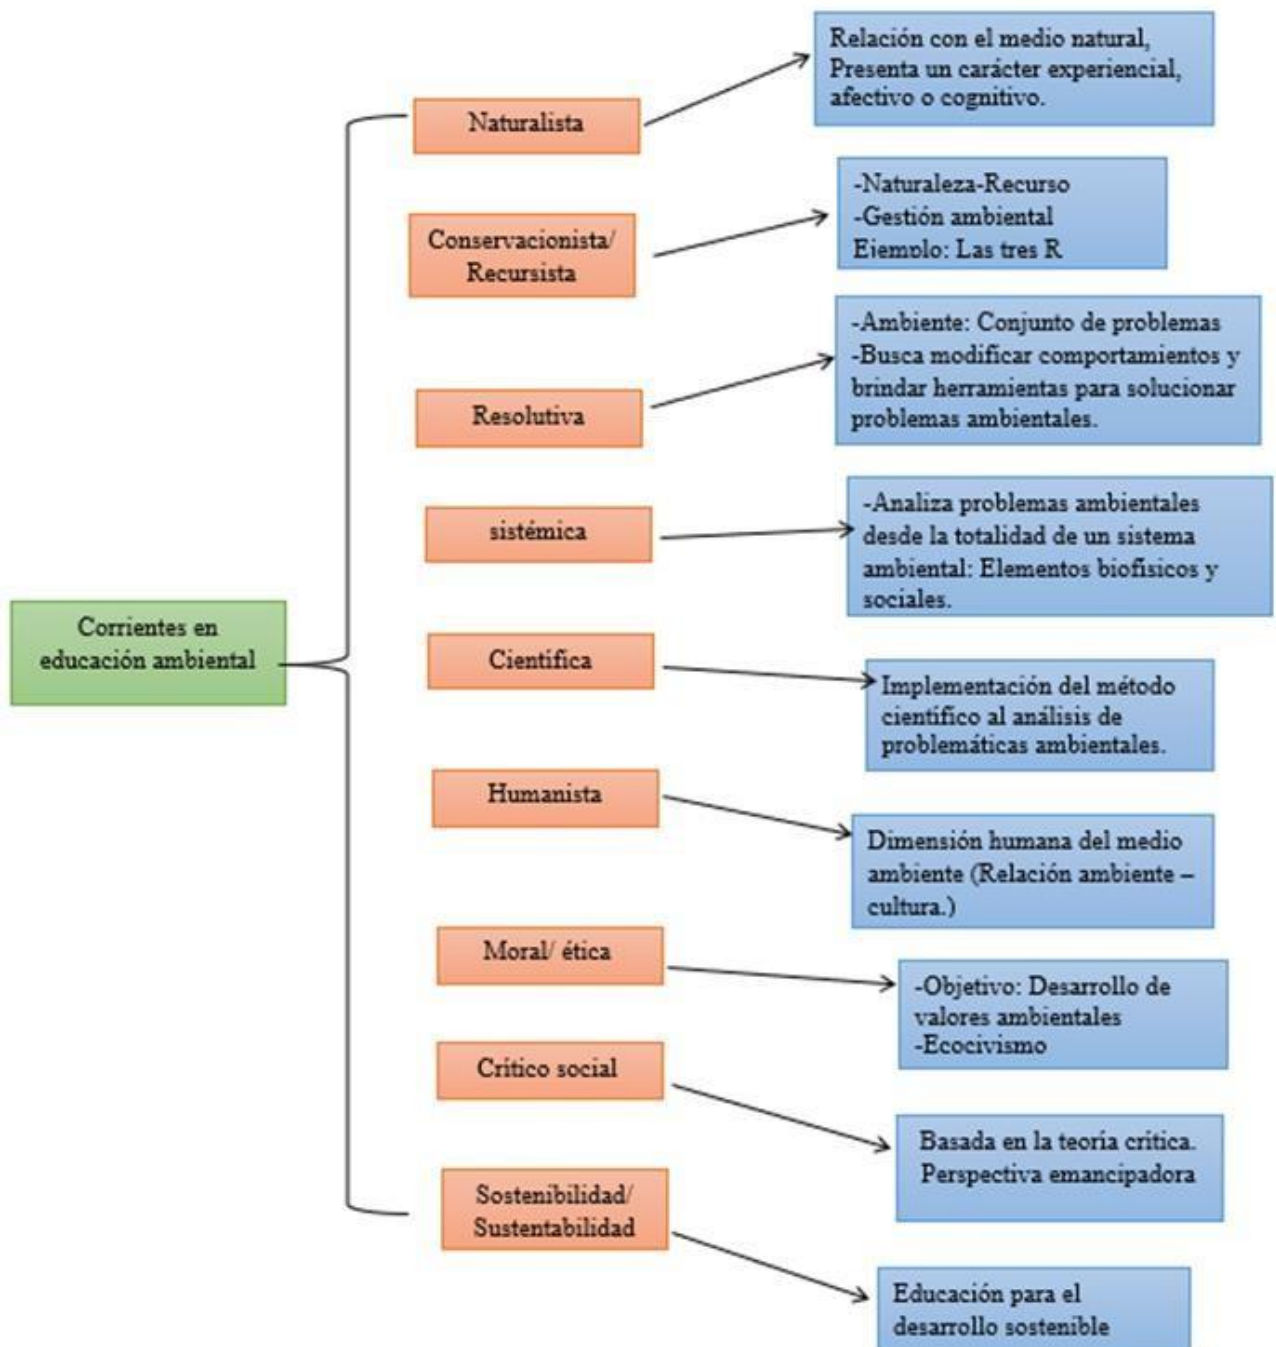 Corrientes en
educación ambiental
Naturalista
Relación con el medio natural,
Presenta un carácter experiencial,
afectivo o cognitivo.
Conservacionista/
Recursista
-Naturaleza-Recurso
-Gestión ambiental
Ejemplo: Las tres R
Resolutiva
-Ambiente: Conjunto de problemas
-Busca modificar comportamientos y
brindar herramientas para solucionar
problemas ambientales.
sistémica
-Analiza problemas ambientales
desde la totalidad de un sistema
ambiental: Elementos biofísicos y
sociales.
Científica
Implementación del método
científico al análisis de
problemáticas ambientales.
Humanista
Dimensión humana del medio
ambiente (Relación ambiente –
cultura.)
Moral/ ética
-Objetivo: Desarrollo de
valores ambientales
-Ecocivismo
Crítico social
Basada en la teoría crítica.
Perspectiva emancipadora
Sostenibilidad/
Sustentabilidad
Educación para el
desarrollo sostenible